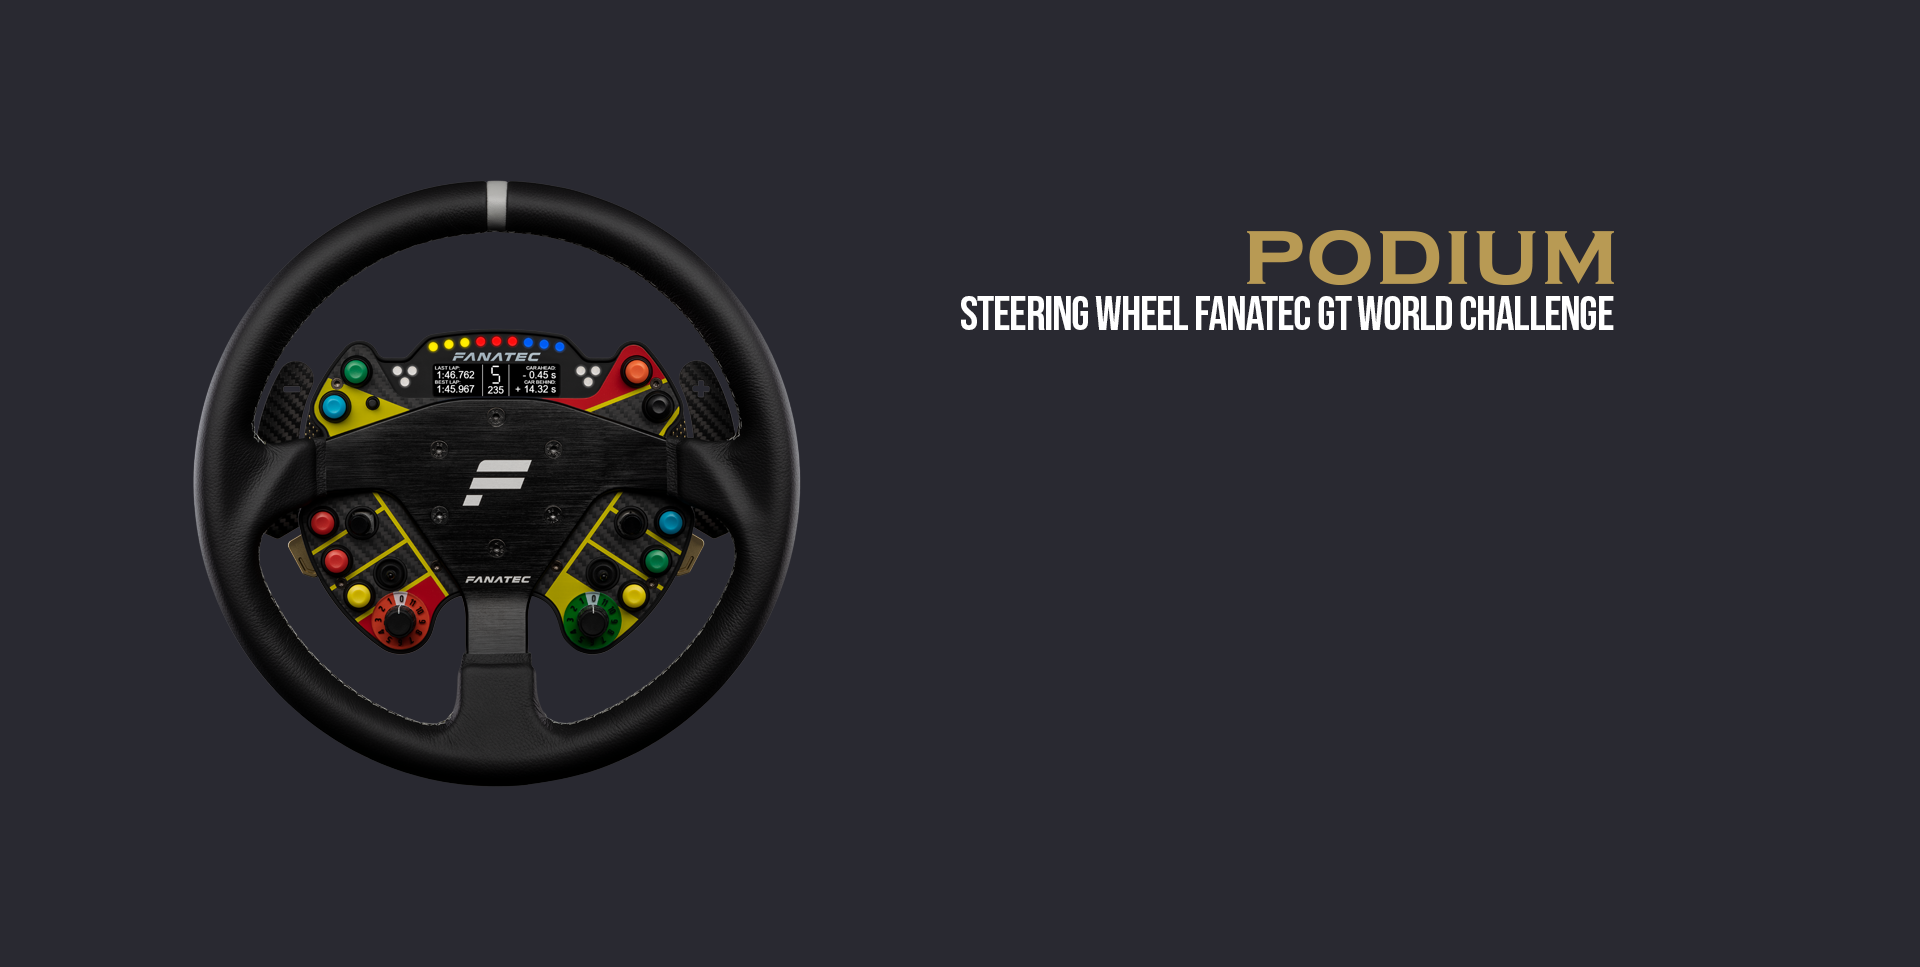 PODIUM
STEERING WHEEL FANATEC GT WORLD CHALLENGE
FANATEC
LAST LAP:
1:46.762
BEST LAP:
1:45.967
5
235
CAR AHEAD:
- 0.45 s
CAR BEHIND:
+ 14.32 s
FANATEC